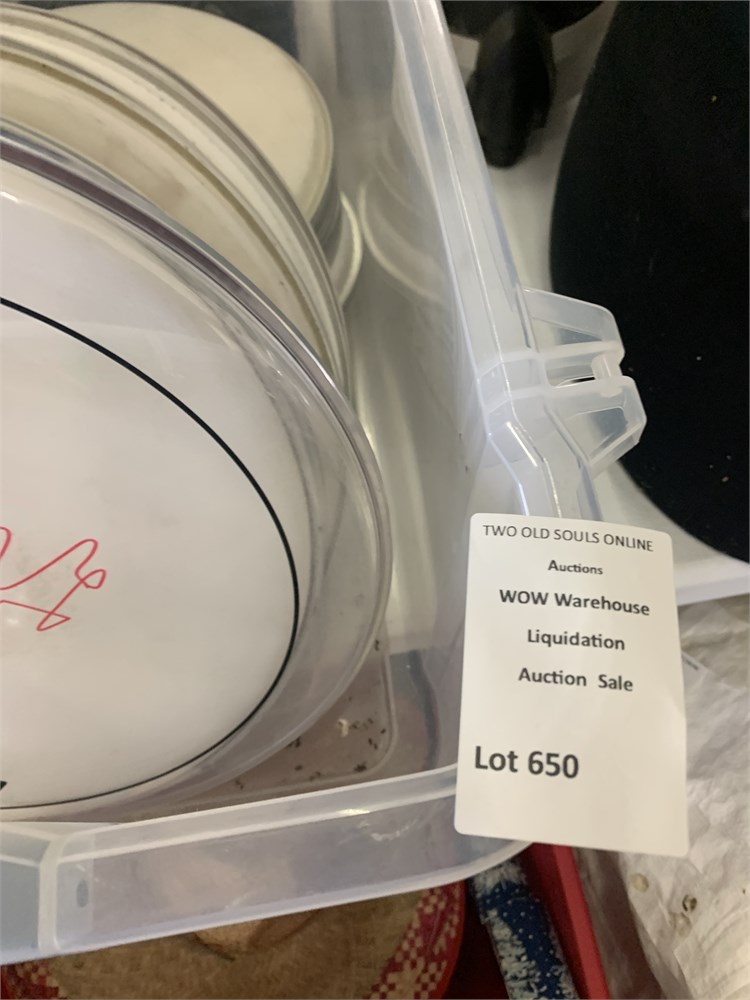 TWO OLD SOULS ONLINE
Auctions
WOW Warehouse
Liquidation
Auction Sale
Lot 650